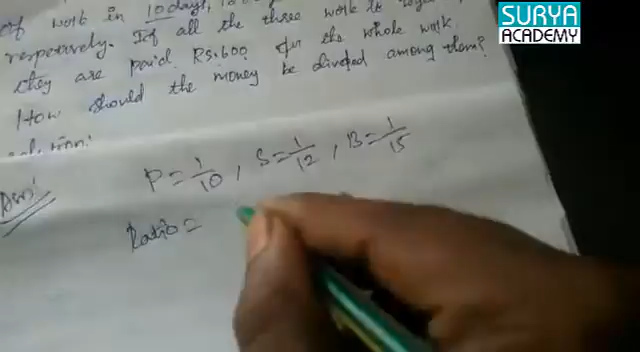 SURYA
ACADEMY
of work in 10 days,
respectively. If all the three work to
they are paid Rs.600 for the whole work.
How should the money be divided among them?
Ans:
P = 1/10, S = 1/12, B = 1/15
Ratio =